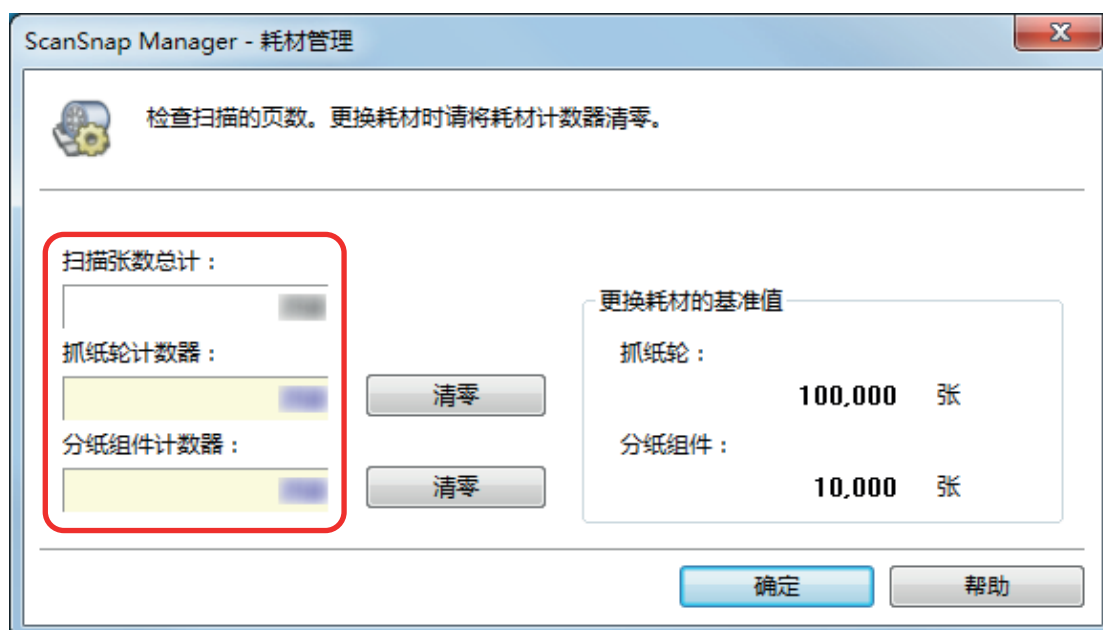 ScanSnap Manager - 耗材管理
检查扫描的页数。更换耗材时请将耗材计数器清零。
扫描张数总计：
抓纸轮计数器：
清零
分纸组件计数器：
清零
更换耗材的基准值
抓纸轮：
100,000 张
分纸组件：
10,000 张
确定
帮助